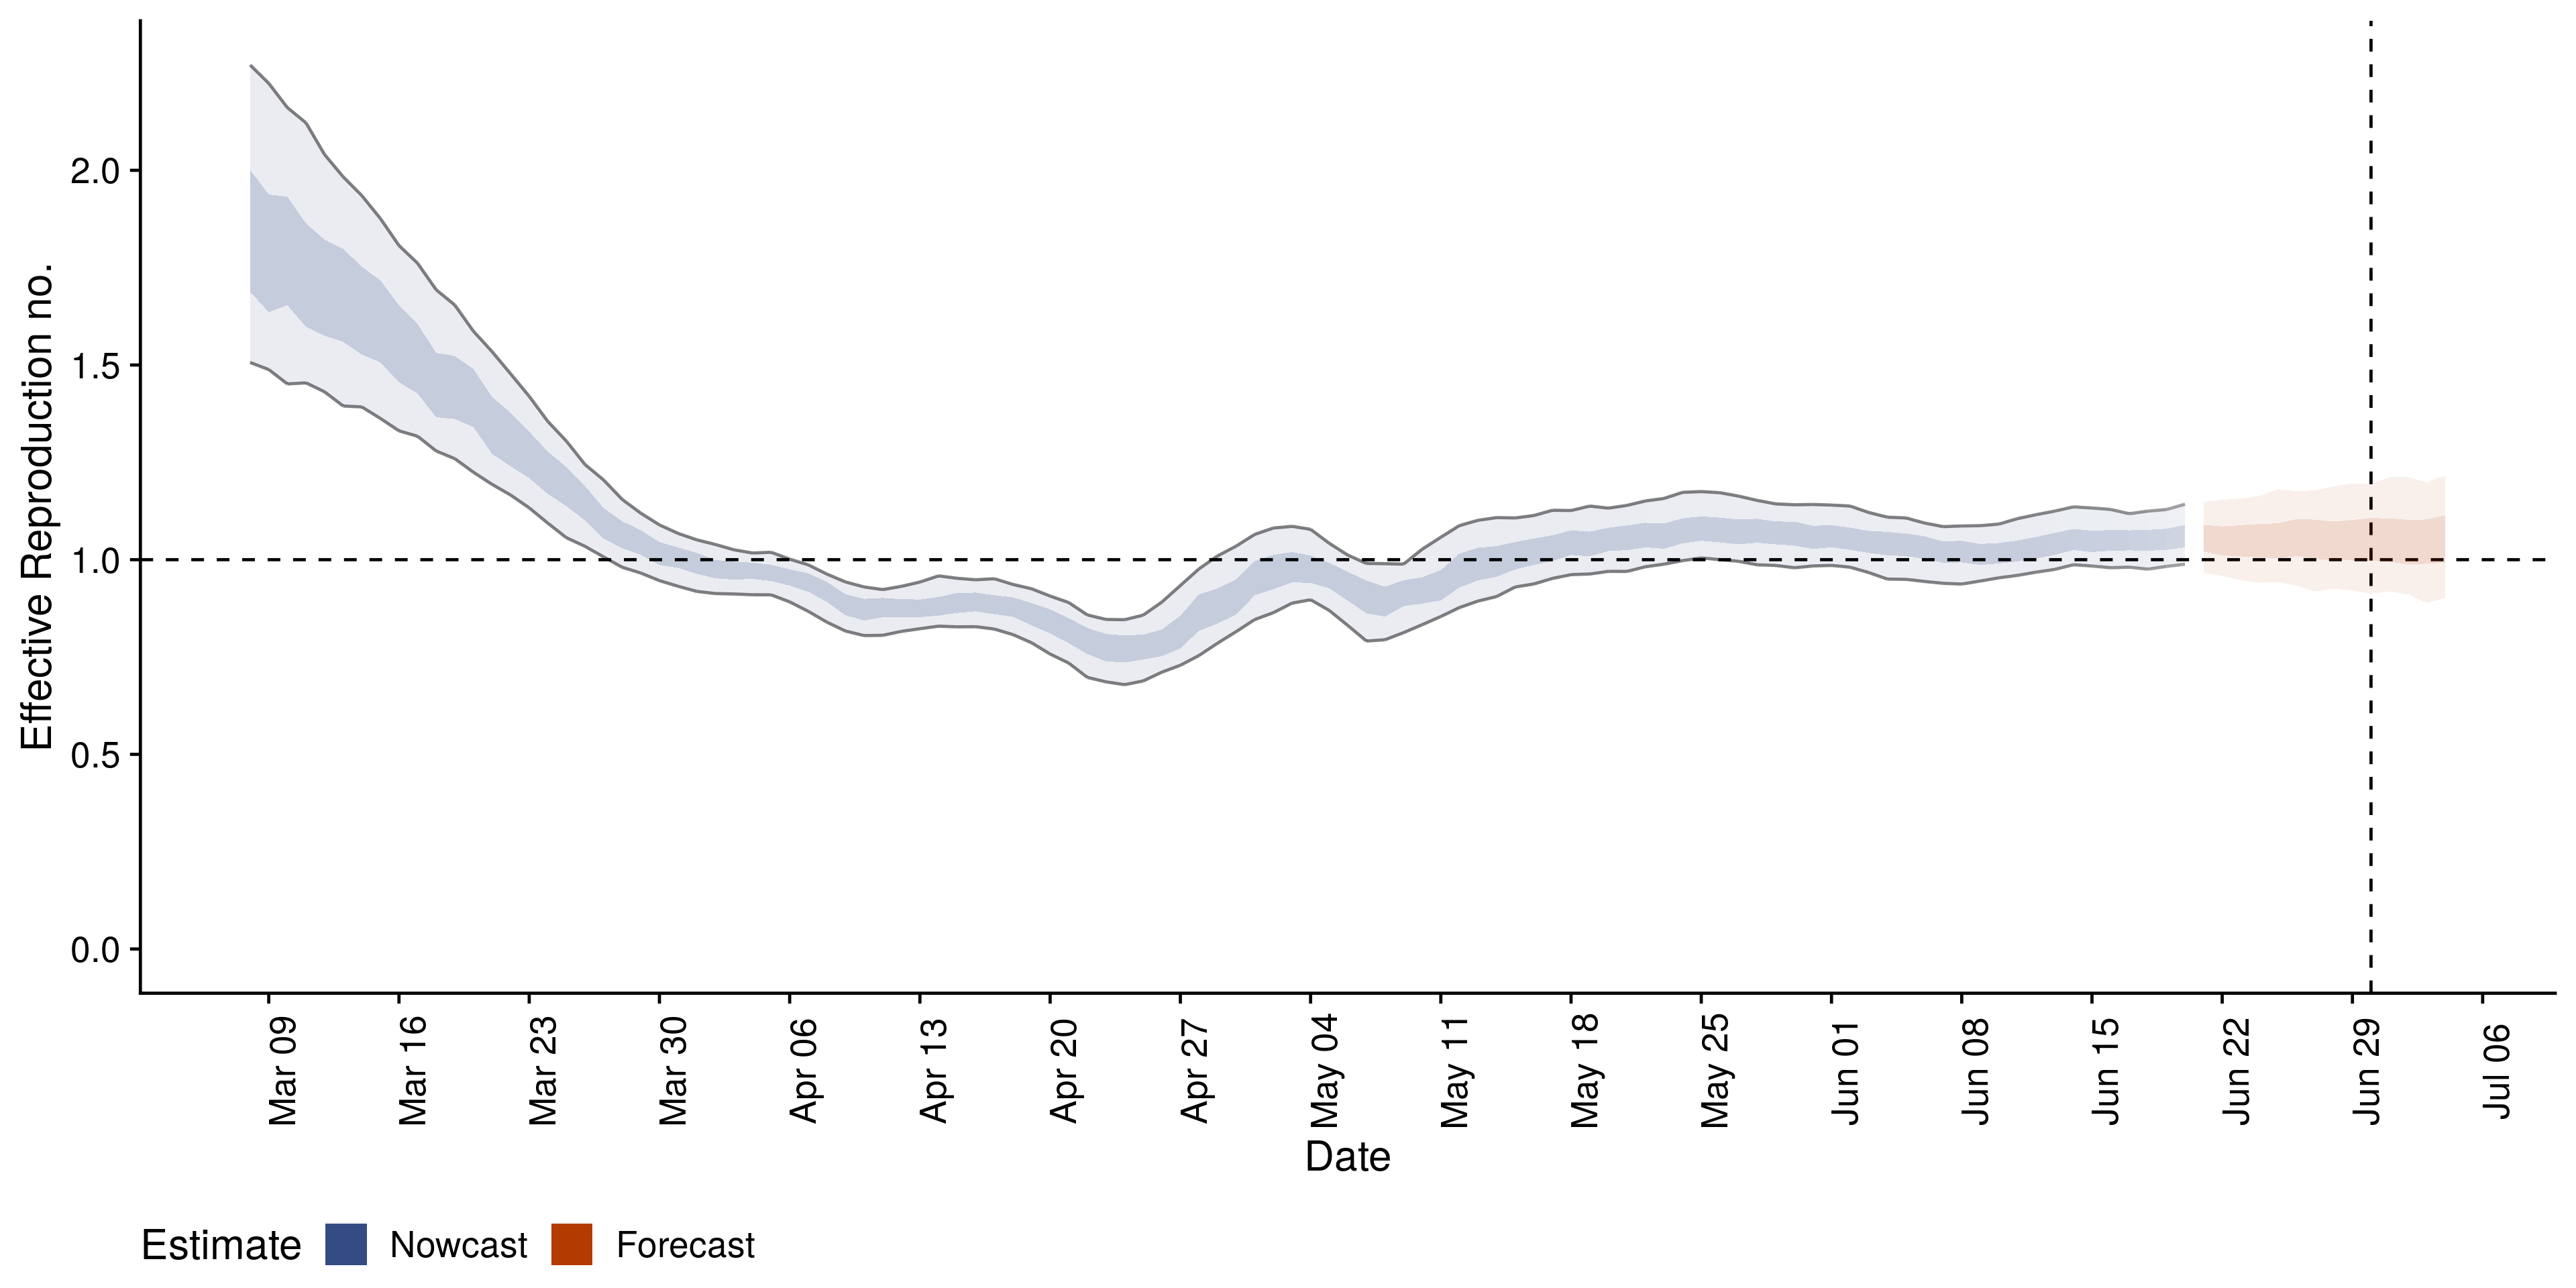 Effective Reproduction no.
2.0
1.5
1.0
0.5
0.0
Mar 09
Mar 16
Mar 23
Mar 30
Apr 06
Apr 13
Apr 20
Apr 27
May 04
May 11
May 18
May 25
Jun 01
Jun 08
Jun 15
Jun 22
Jun 29
Jul 06
Date
Estimate Nowcast Forecast